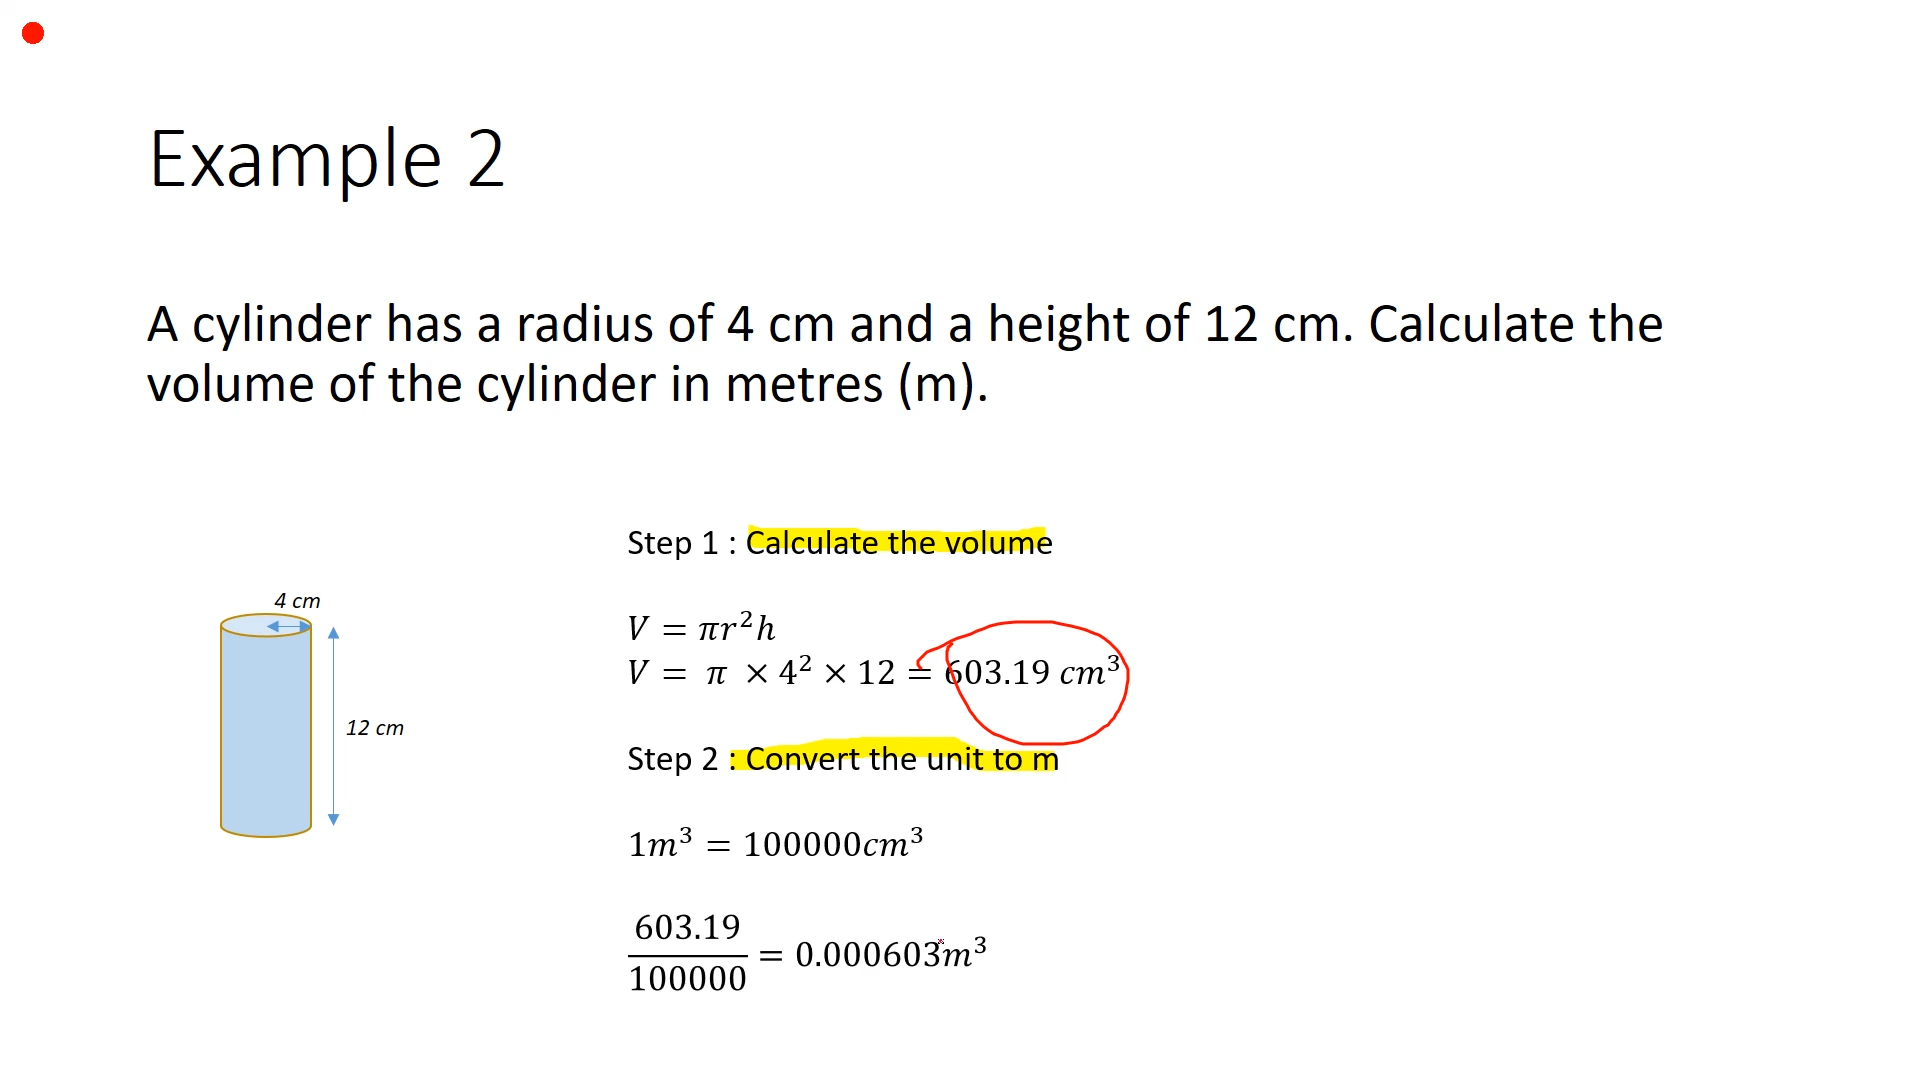 Example 2
A cylinder has a radius of 4 cm and a height of 12 cm. Calculate the
volume of the cylinder in metres (m).
4 cm
12 cm
Step 1 : Calculate the volume
V = πr²h
V = π × 4² × 12 = 603.19 cm³
Step 2 : Convert the unit to m
1m³ = 100000cm³
603.19
100000
= 0.000603m³